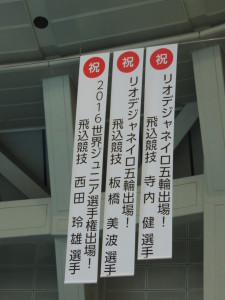 祝
リオデジャネイロ五輪出場！
飛込競技 寺内 健 選手
祝
リオデジャネイロ五輪出場！
飛込競技 板橋 美波 選手
祝
2016世界ジュニア選手権出場！
飛込競技 西田 玲雄 選手